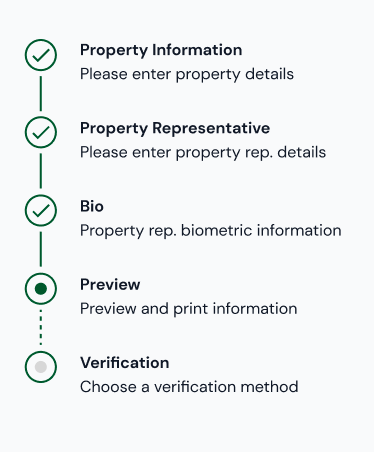 Property Information
Please enter property details
Property Representative
Please enter property rep. details
Bio
Property rep. biometric information
Preview
Preview and print information
Verification
Choose a verification method